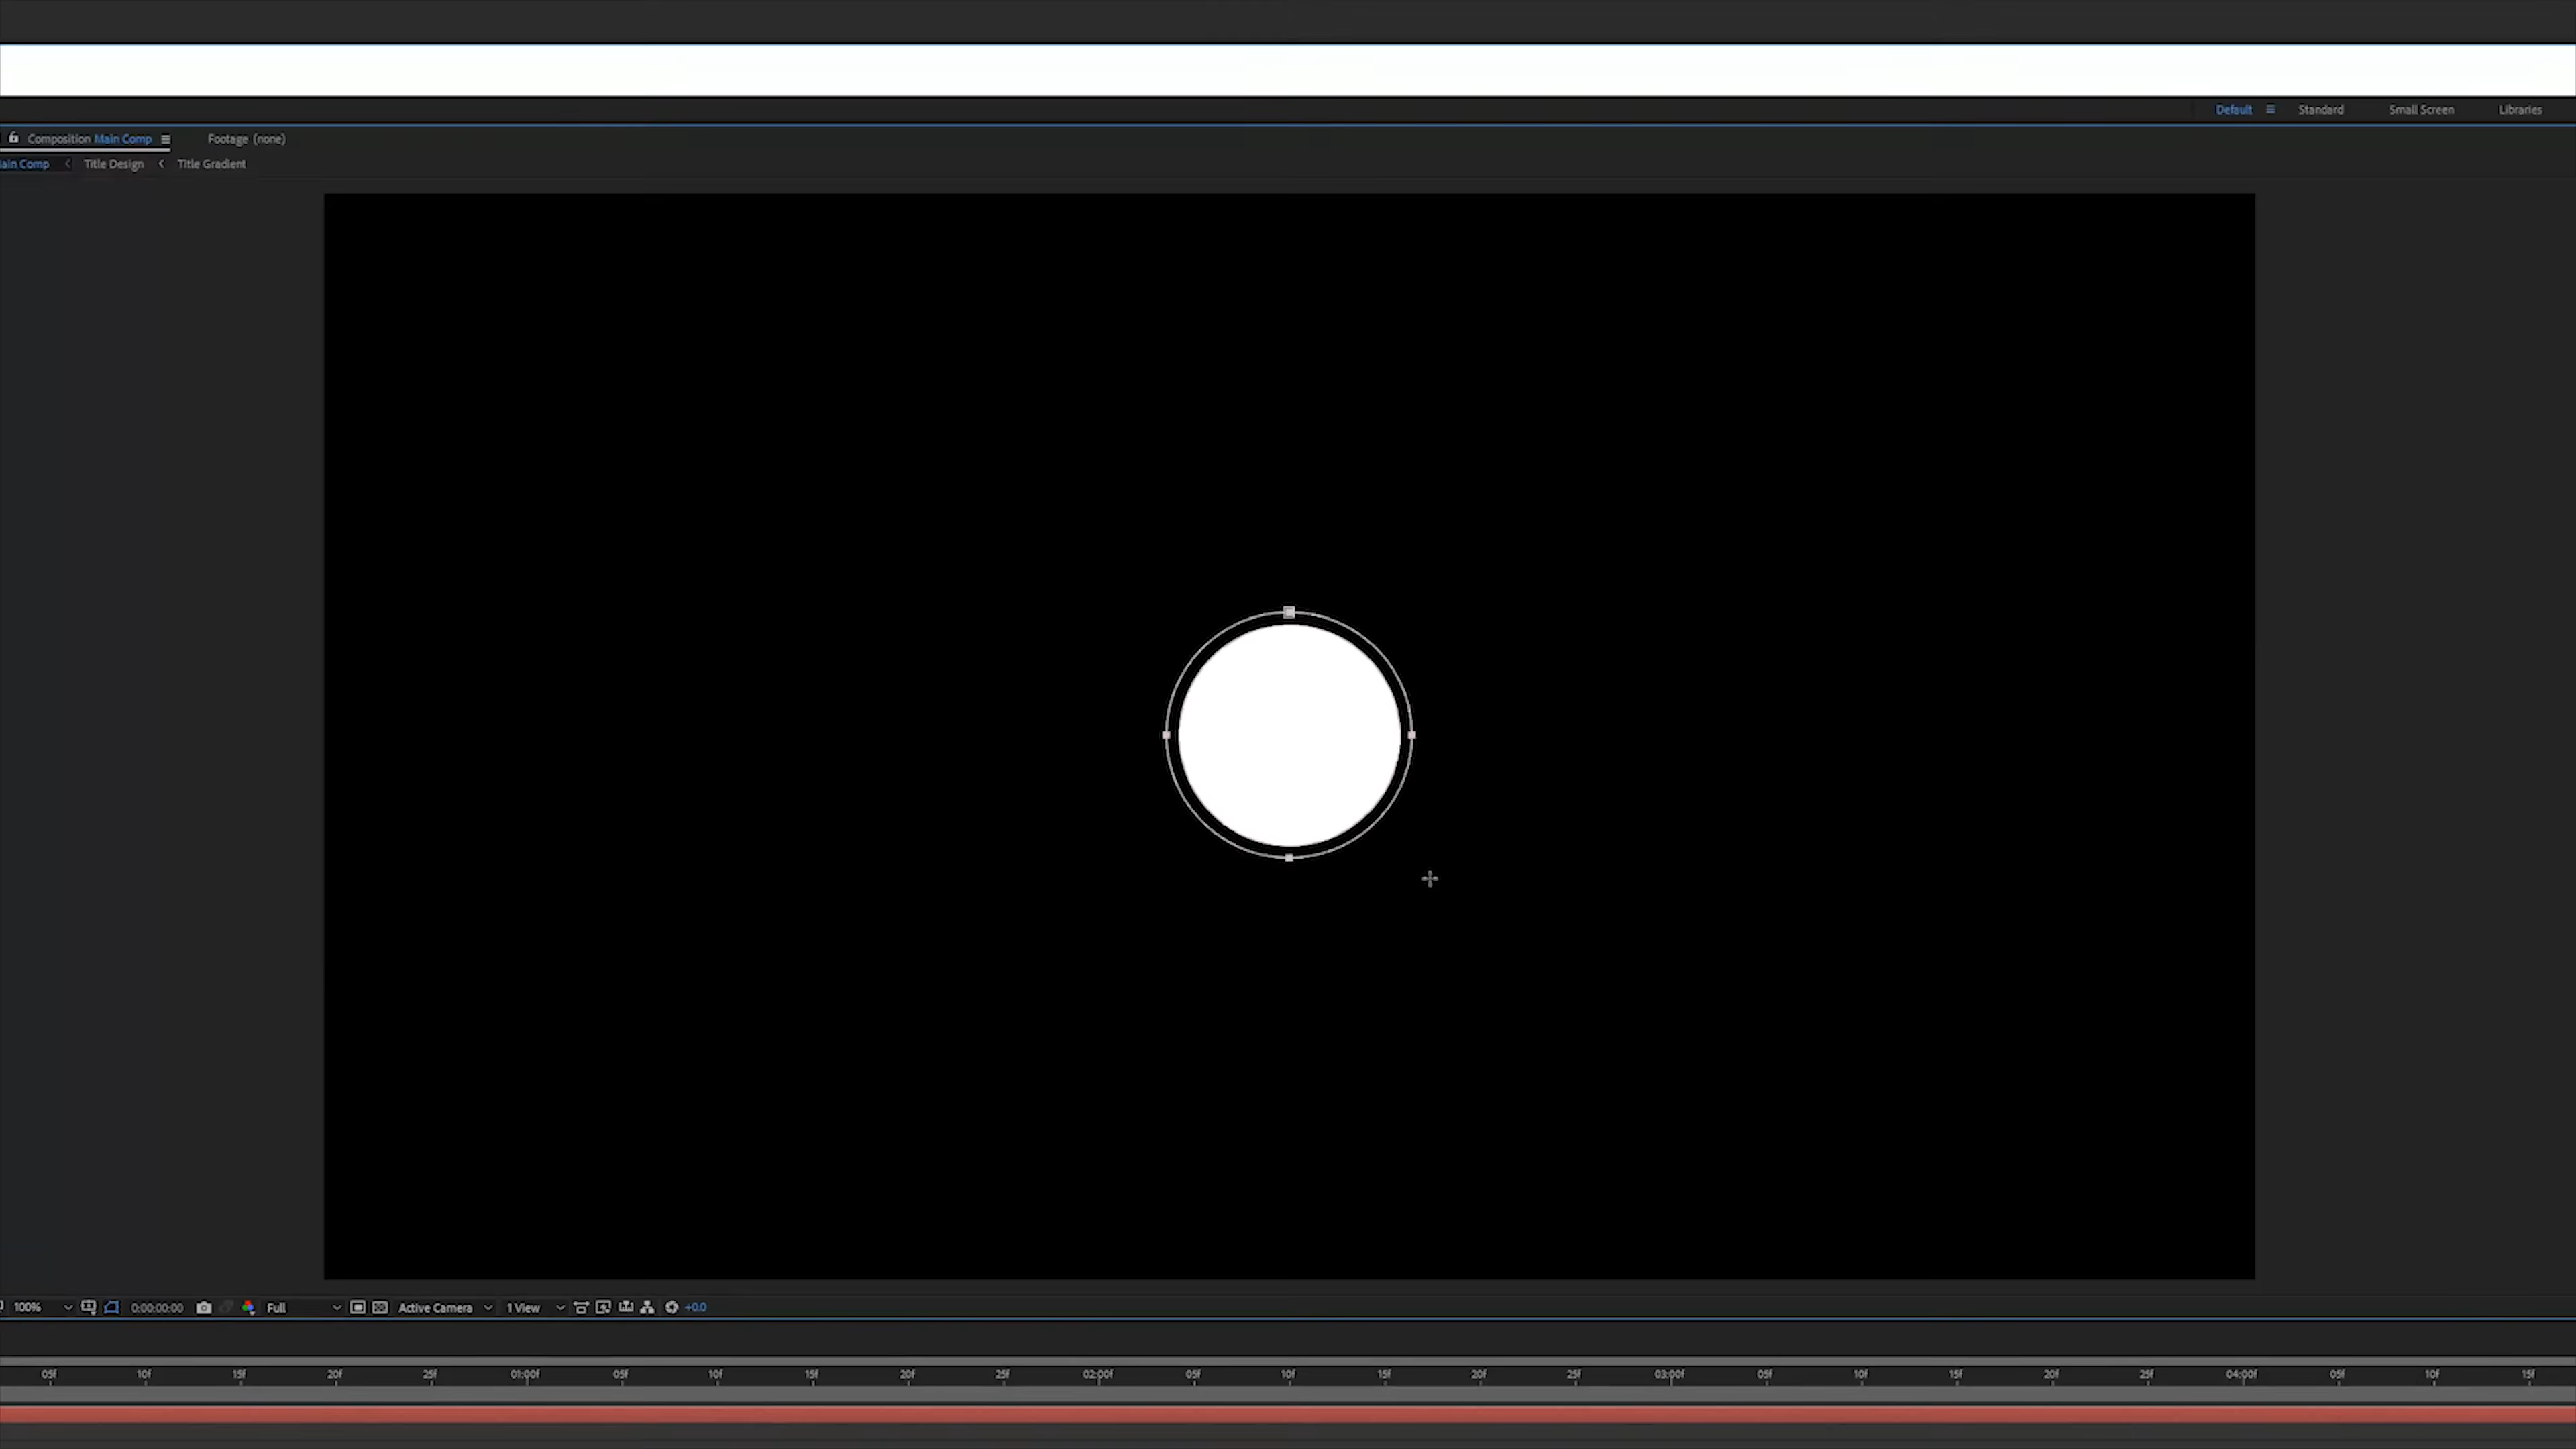 Default Standard Small Screen Libraries
Composition Main Comp Footage (none)
ain Comp Title Design Title Gradient
100% 0:00:00:00 Full Active Camera 1 View +0.0
05f 10f 15f 20f 25f 01:00f 05f 10f 15f 20f 25f 02:00f 05f 10f 15f 20f 25f 03:00f 05f 10f 15f 20f 25f 04:00f 05f 10f 15f